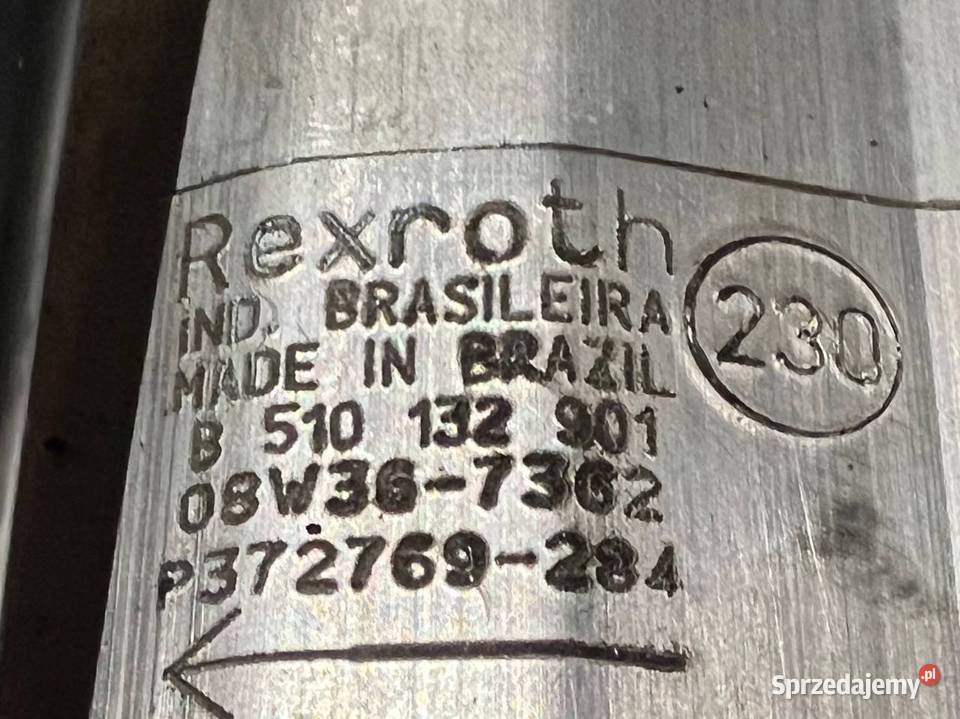 Rexroth
IND. BRASILEIRA
MADE IN BRAZIL
230
B 510 132 901
08W36-7362
P372769-284
Sprzedajemy.pl